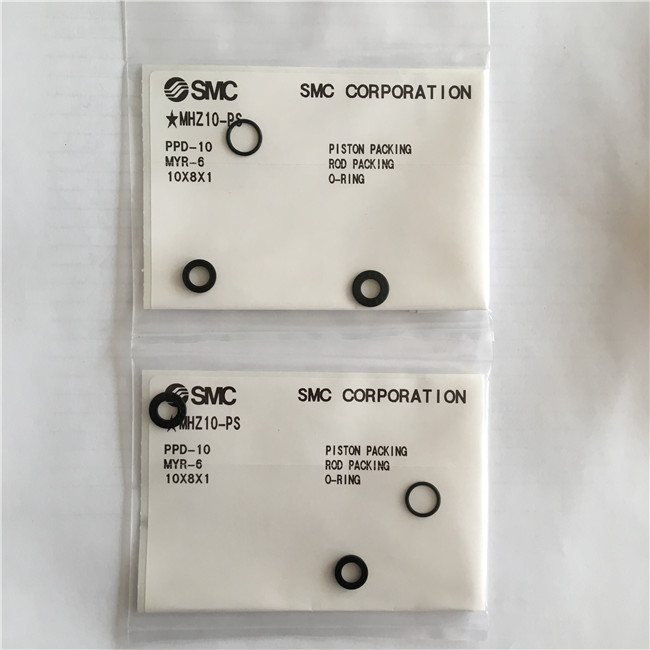 SMC SMC CORPORATION
★MHZ10-PS
PPD-10 PISTON PACKING
MYR-6 ROD PACKING
10X8X1 O-RING
SMC SMC CORPORATION
★MHZ10-PS
PPD-10 PISTON PACKING
MYR-6 ROD PACKING
10X8X1 O-RING